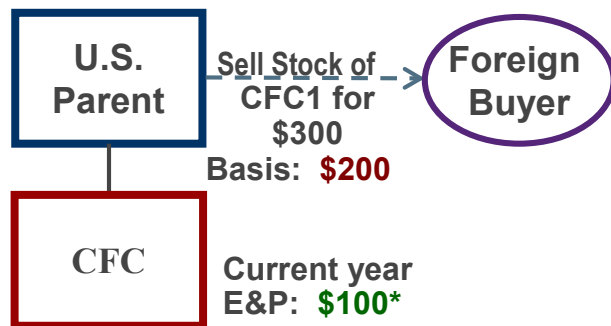 U.S.
Parent
Sell Stock of
CFC1 for
$300
Basis: $200
Foreign
Buyer
CFC
Current year
E&P: $100*